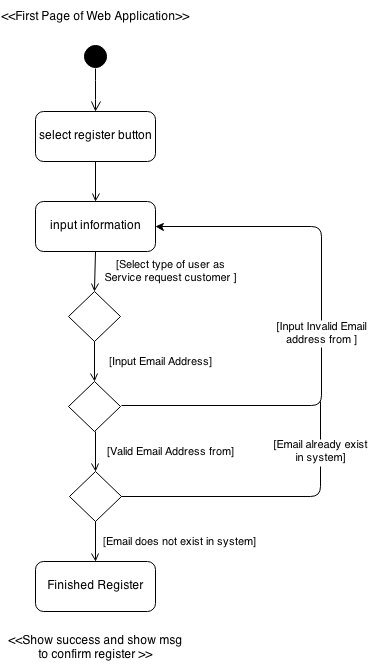 <<First Page of Web Application>>
select register button
input information
[Select type of user as
Service request customer ]
[Input Invalid Email
address from ]
[Input Email Address]
[Valid Email Address from]
[Email already exist
in system]
[Email does not exist in system]
Finished Register
<<Show success and show msg
to confirm register >>